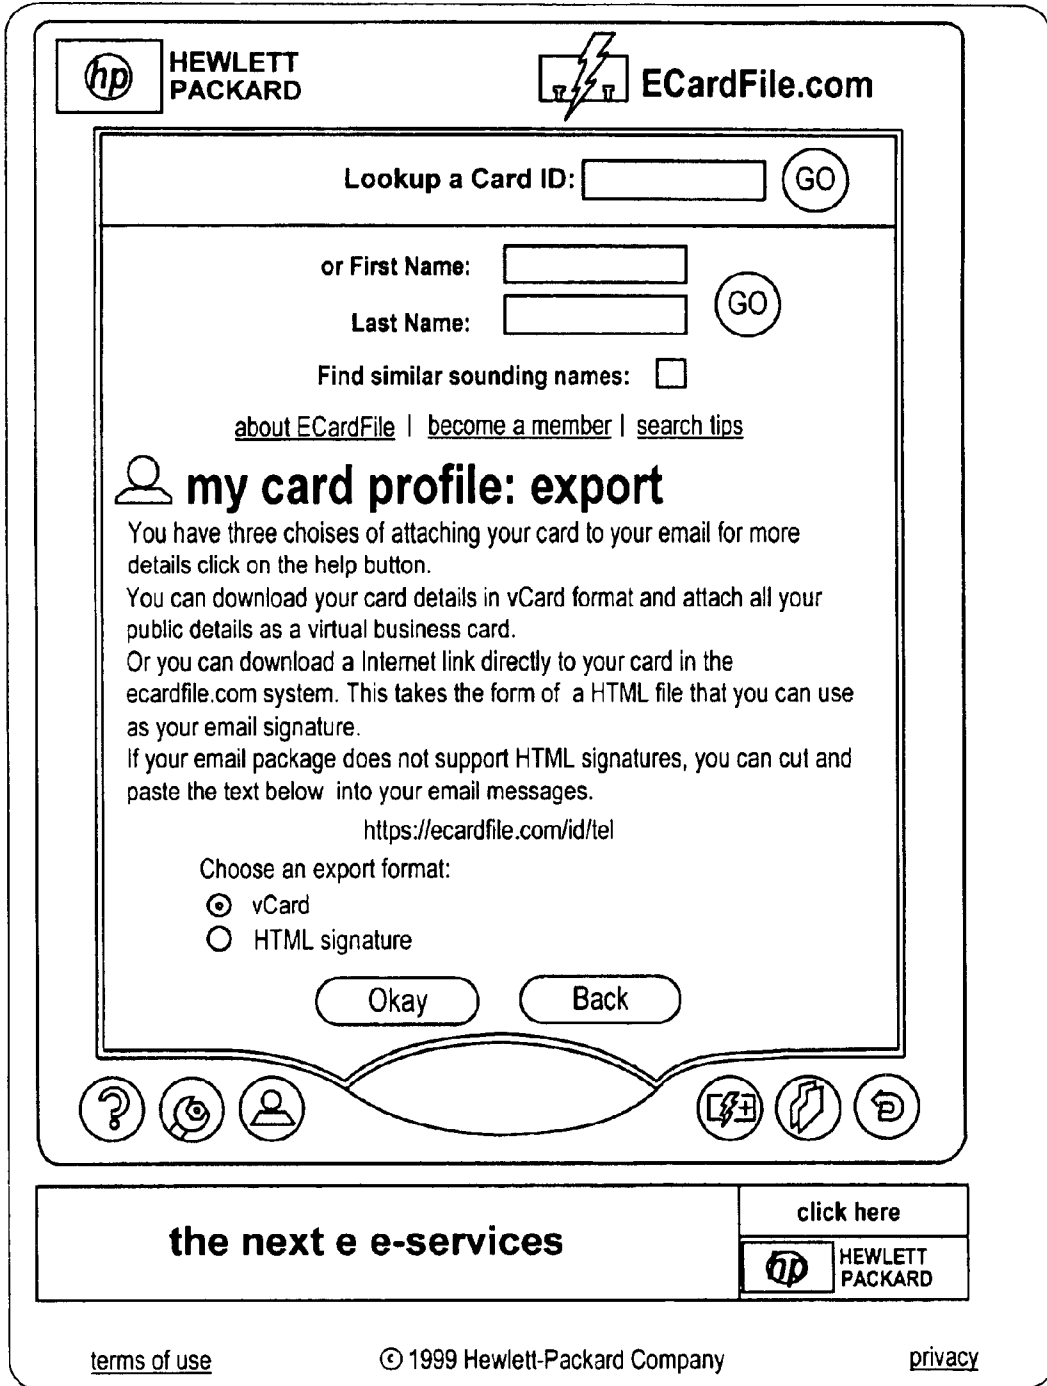 hp HEWLETT PACKARD
ECardFile.com
Lookup a Card ID: GO
or First Name:
Last Name:
GO
Find similar sounding names:
about ECardFile | become a member | search tips
my card profile: export
You have three choises of attaching your card to your email for more
details click on the help button.
You can download your card details in vCard format and attach all your
public details as a virtual business card.
Or you can download a Internet link directly to your card in the
ecardfile.com system. This takes the form of a HTML file that you can use
as your email signature.
If your email package does not support HTML signatures, you can cut and
paste the text below into your email messages.
https://ecardfile.com/id/tel
Choose an export format:
vCard
HTML signature
Okay Back
?
the next e e-services
click here
hp HEWLETT PACKARD
terms of use © 1999 Hewlett-Packard Company privacy